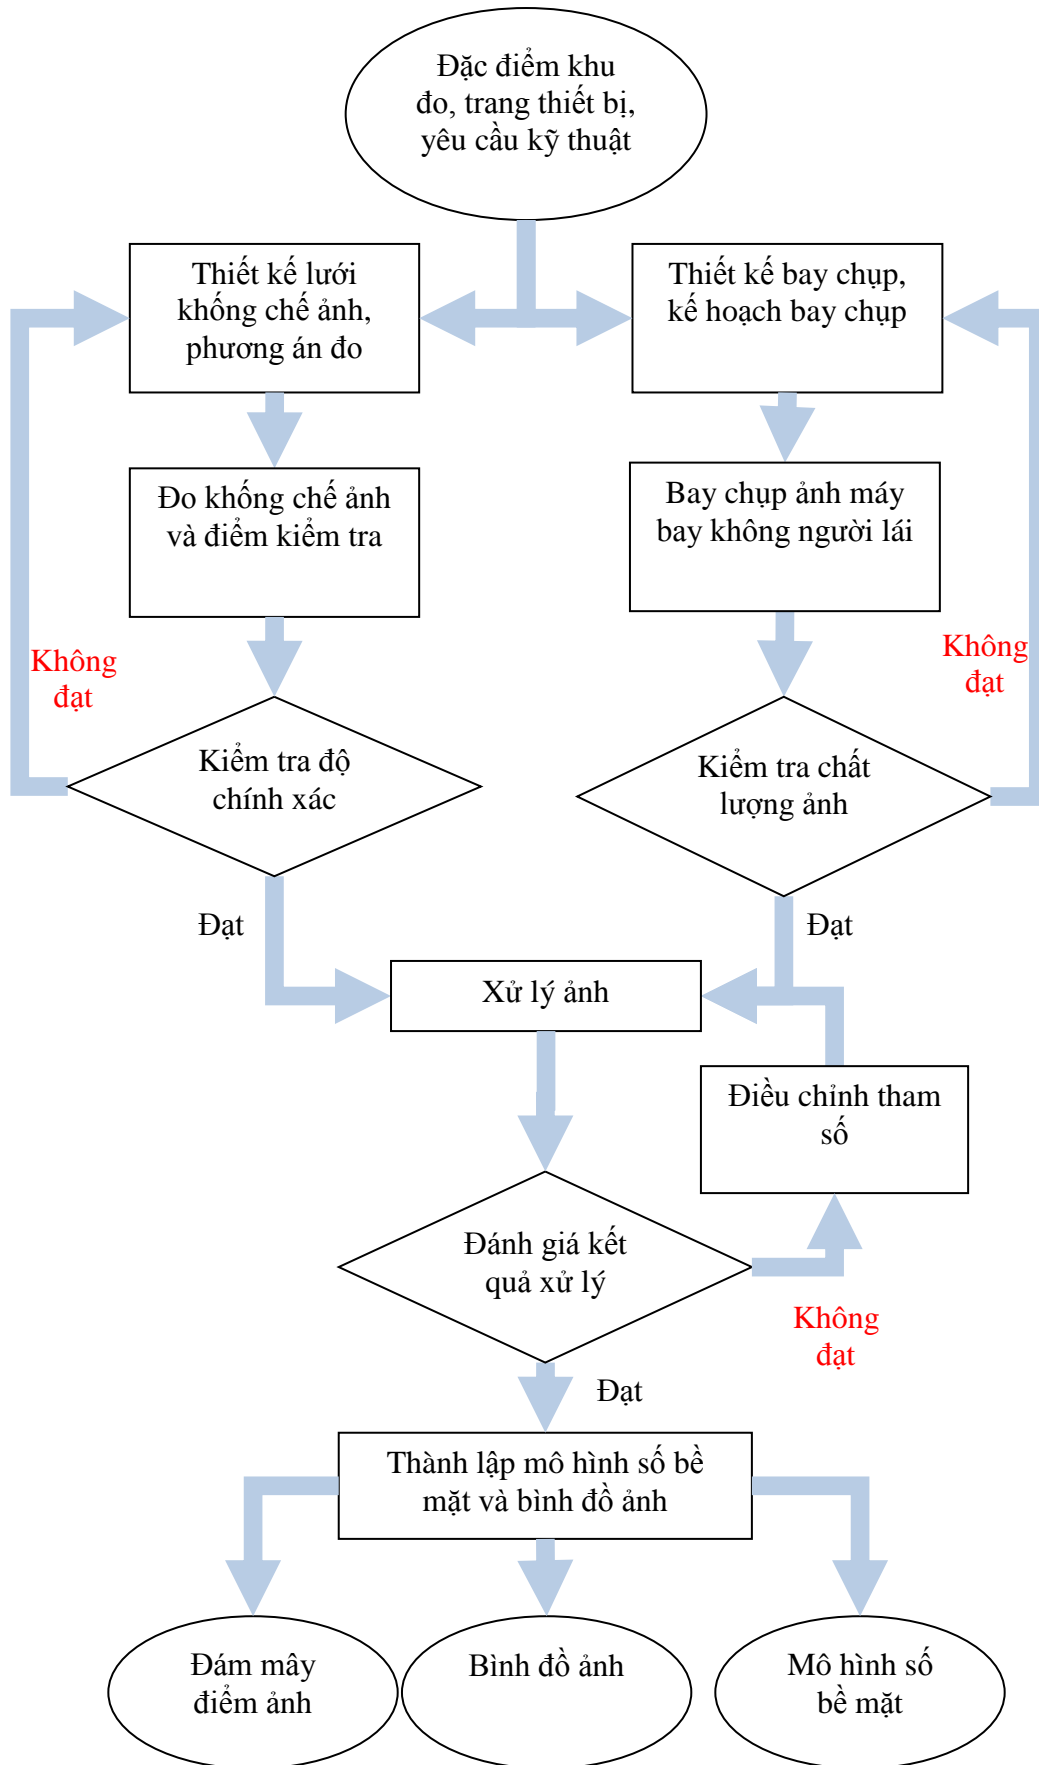 Đặc điểm khu
đo, trang thiết bị,
yêu cầu kỹ thuật
Thiết kế lưới
khống chế ảnh,
phương án đo
Thiết kế bay chụp,
kế hoạch bay chụp
Đo khống chế ảnh
và điểm kiểm tra
Bay chụp ảnh máy
bay không người lái
Không
đạt
Không
đạt
Kiểm tra độ
chính xác
Kiểm tra chất
lượng ảnh
Đạt
Đạt
Xử lý ảnh
Điều chỉnh tham
số
Đánh giá kết
quả xử lý
Không
đạt
Đạt
Thành lập mô hình số bề
mặt và bình đồ ảnh
Đám mây
điểm ảnh
Bình đồ ảnh
Mô hình số
bề mặt